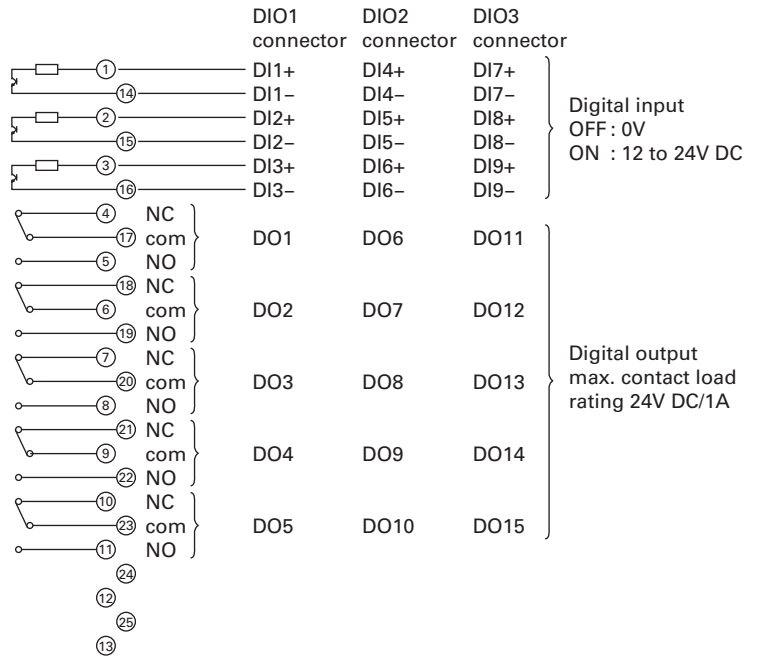 DIO1 DIO2 DIO3
connector connector connector
1 DI1+ DI4+ DI7+
14 DI1− DI4− DI7−
2 DI2+ DI5+ DI8+
15 DI2− DI5− DI8−
3 DI3+ DI6+ DI9+
16 DI3− DI6− DI9−
Digital input
OFF : 0V
ON : 12 to 24V DC
4 NC
17 com DO1 DO6 DO11
5 NO
18 NC
6 com DO2 DO7 DO12
19 NO
7 NC
20 com DO3 DO8 DO13
8 NO
21 NC
9 com DO4 DO9 DO14
22 NO
10 NC
23 com DO5 DO10 DO15
11 NO
Digital output
max. contact load
rating 24V DC/1A
24
12
25
13